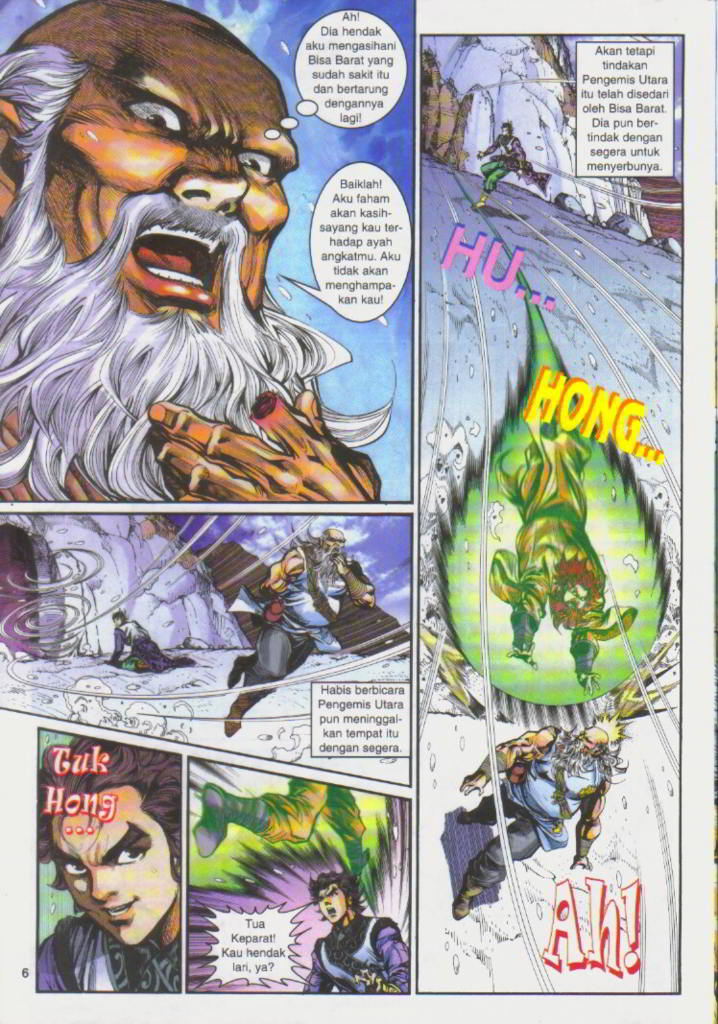 Ah!
Dia hendak
aku mengasihani
Bisa Barat yang
sudah sakit itu
dan bertarung
dengannya
lagi!
Baiklah!
Aku faham
akan kasih-
sayang kau ter-
hadap ayah
angkatmu. Aku
tidak akan
menghampa-
kan kau!
Habis berbicara
Pengemis Utara
pun meninggal-
kan tempat itu
dengan segera.
Tuk
Hong
...
Tua
Keparat!
Kau hendak
lari, ya?
Akan tetapi
tindakan
Pengemis Utara
itu telah disedari
oleh Bisa Barat.
Dia pun ber-
tindak dengan
segera untuk
menyerbunya.
HU...
HONG...
Ah!
6